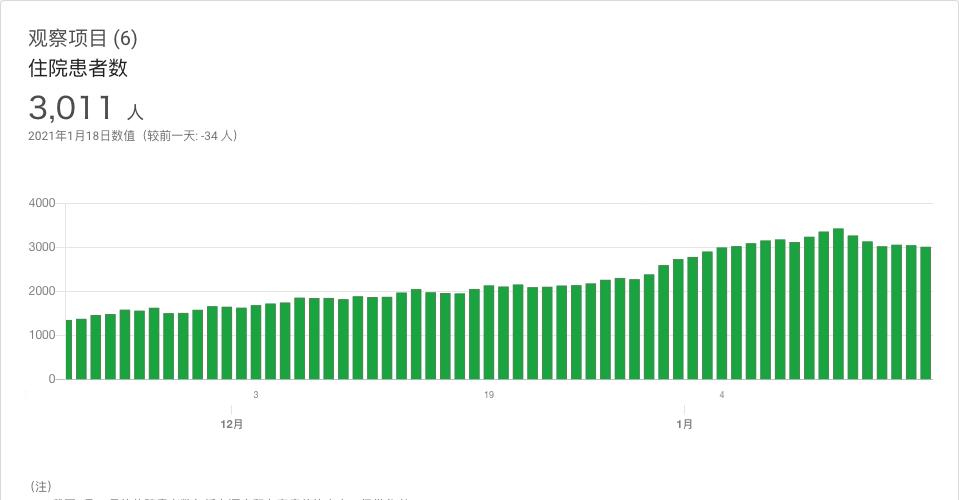 观察项目 (6)
住院患者数
3,011 人
2021年1月18日数值（较前一天: -34 人）
4000
3000
2000
1000
0
3 19 4
12月 1月
(注)